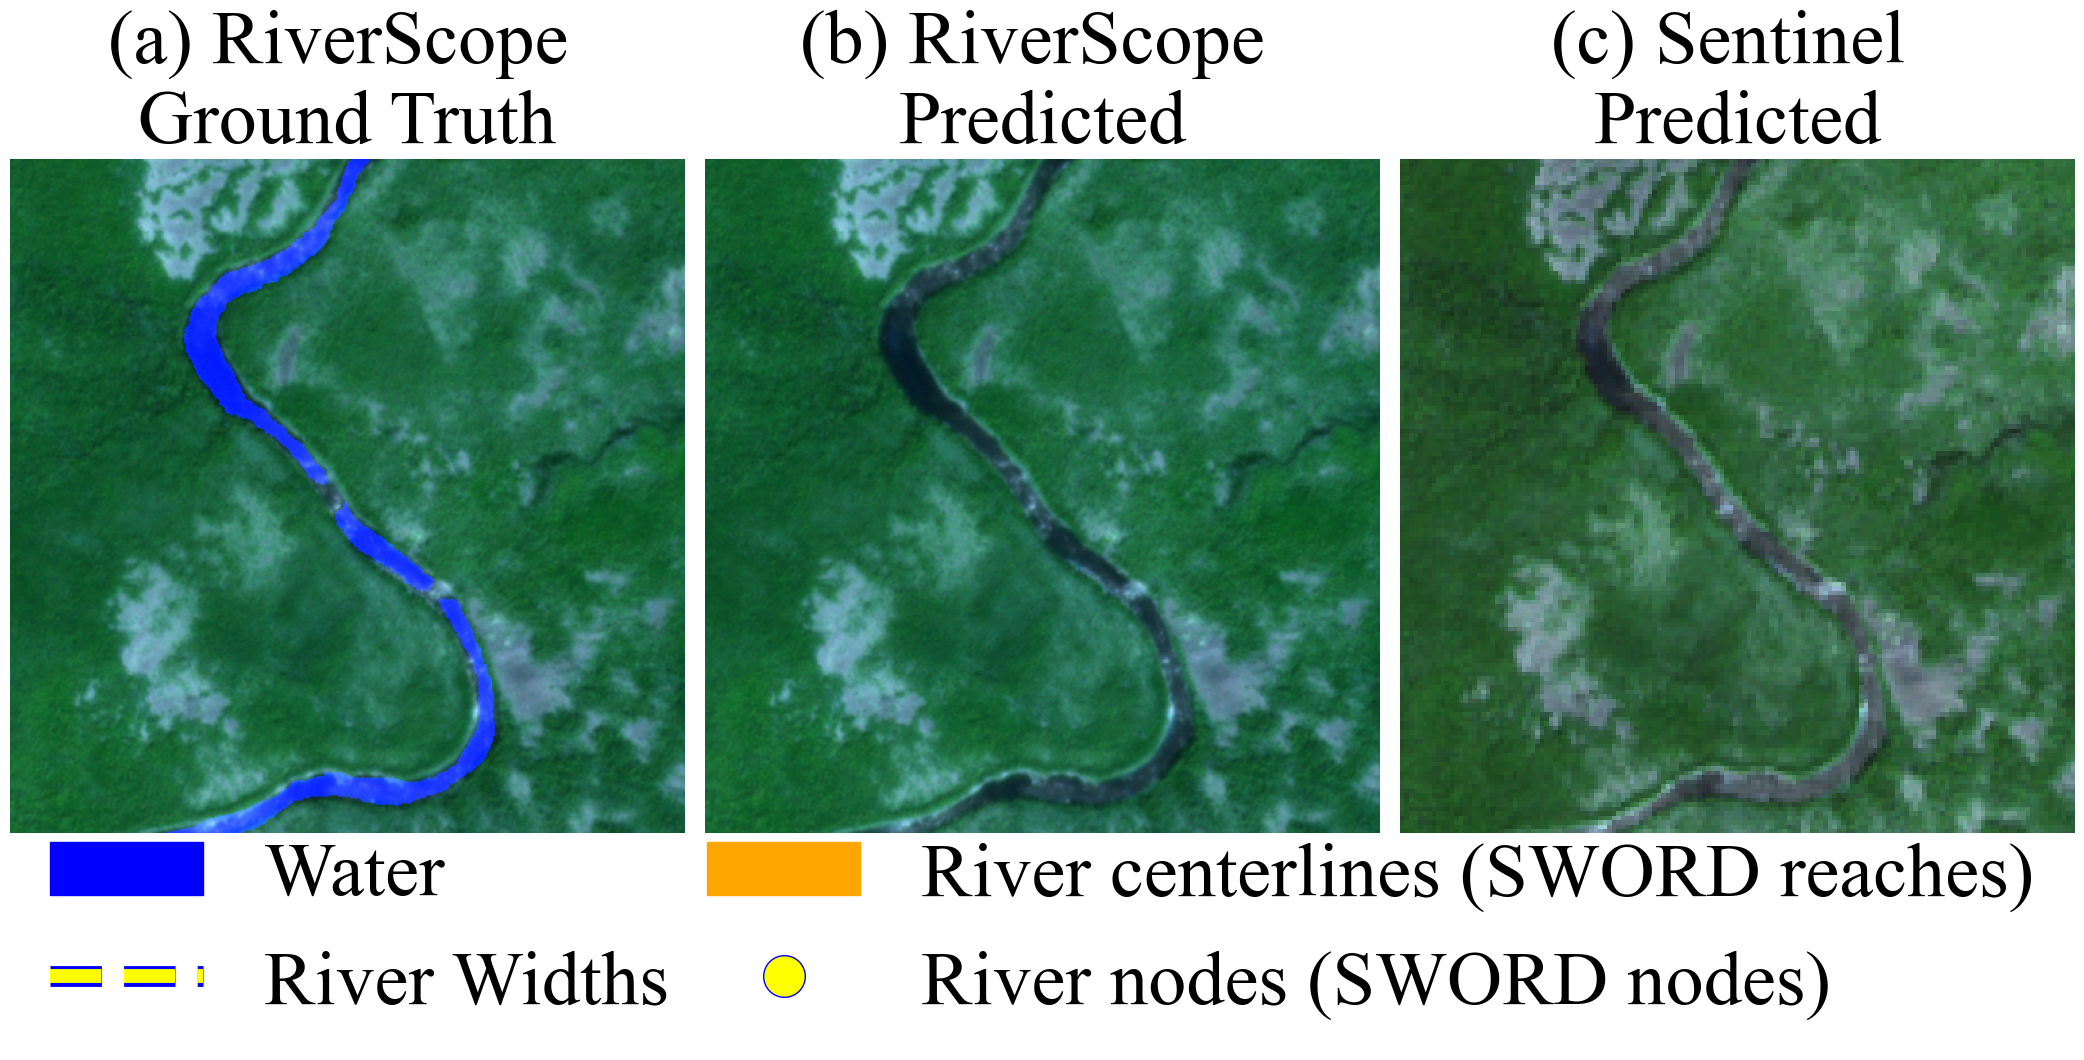 (a) RiverScope
Ground Truth
(b) RiverScope
Predicted
(c) Sentinel
Predicted
Water
River centerlines (SWORD reaches)
River Widths
River nodes (SWORD nodes)